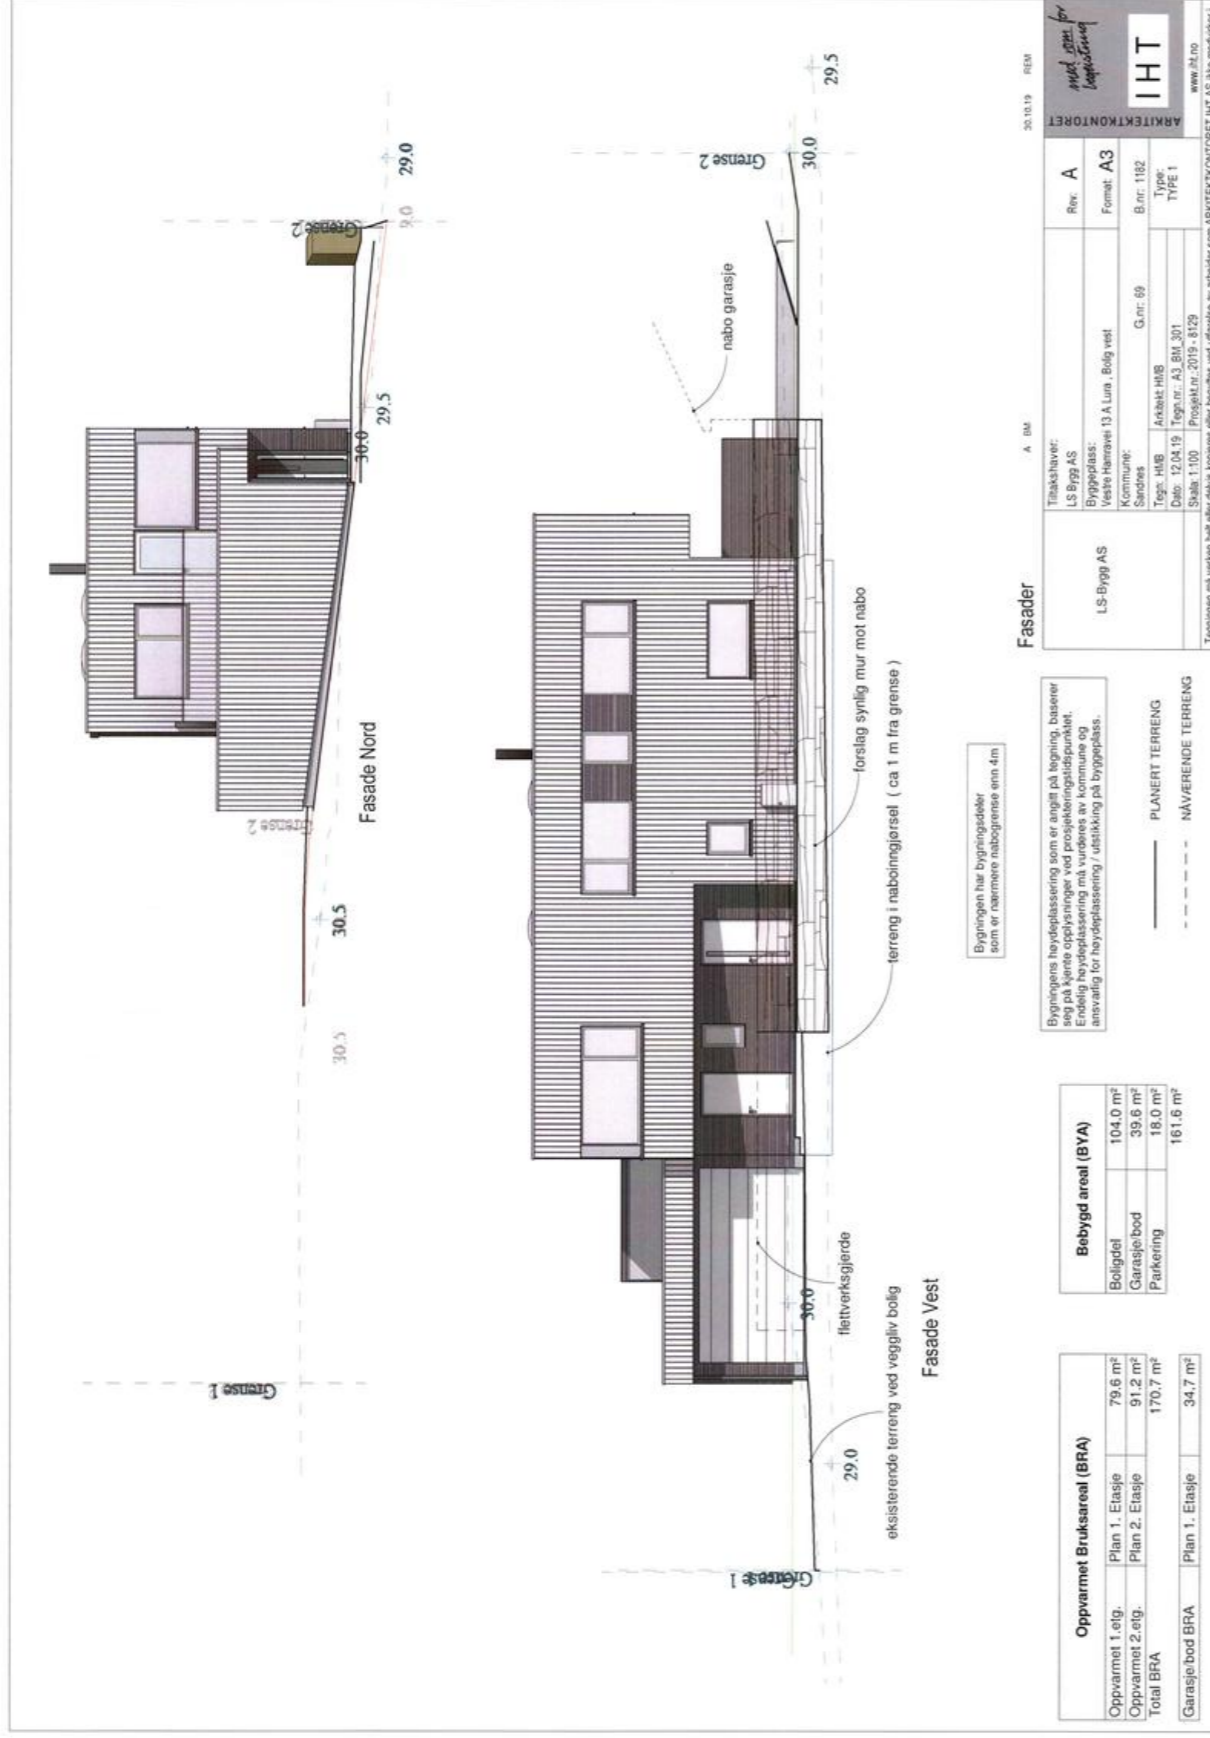 Grense 1
30.5
30.5
Grense 2
30.0
29.5
Grense 2
9.0
29.0
Fasade Nord
Grense 1
29.0
30.0
nabo garasje
Grense 2
30.0
29.5
flettverksgjerde
eksisterende terreng ved veggliv bolig
forslag synlig mur mot nabo
terreng i naboinngjørsel ( ca 1 m fra grense )
Fasade Vest
Bygningen har bygningsdeler
som er nærmere nabogrense enn 4m
Oppvarmet Bruksareal (BRA)
Oppvarmet 1.etg. Plan 1. Etasje 79.6 m²
Oppvarmet 2.etg. Plan 2. Etasje 91.2 m²
Total BRA 170.7 m²
Garasje/bod BRA Plan 1. Etasje 34.7 m²
Bebygd areal (BYA)
Boligdel 104.0 m²
Garasje/bod 39.6 m²
Parkering 18.0 m²
161.6 m²
Bygningens høydeplassering som er angitt på tegning, baserer
seg på kjente opplysninger ved prosjekteringstidspunktet.
Endelig høydeplassering må vurderes av kommune og
ansvarlig for høydeplassering / utstikking på byggeplass.
PLANERT TERRENG
NÅVÆRENDE TERRENG
Fasader
A BM 30.10.19 REM
LS-Bygg AS
Tiltakshaver:
LS Bygg AS
Rev: A
Byggeplass:
Vestre Hamravei 13 A Lura , Bolig vest
Format: A3
Kommune:
Sandnes
G.nr: 69
B.nr: 1182
Tegn: HMB Arkitekt: HMB
Type:
TYPE 1
Dato: 12.04.19 Tegn.nr.: A3_BM_301
Skala: 1:100 Prosjekt.nr.:2019 - 8129
med rom for
begeistring
ARKITEKTKONTORET
IHT
www.iht.no